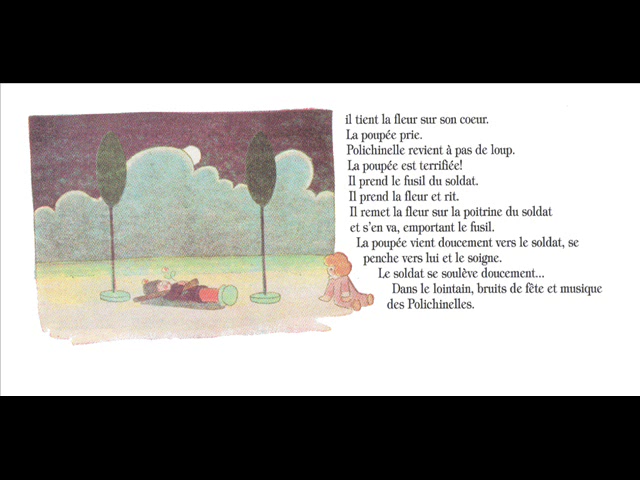 il tient la fleur sur son coeur.
La poupée prie.
Polichinelle revient à pas de loup.
La poupée est terrifiée!
Il prend le fusil du soldat.
Il prend la fleur et rit.
Il remet la fleur sur la poitrine du soldat
et s'en va, emportant le fusil.
La poupée vient doucement vers le soldat, se
penche vers lui et le soigne.
Le soldat se soulève doucement...
Dans le lointain, bruits de fête et musique
des Polichinelles.